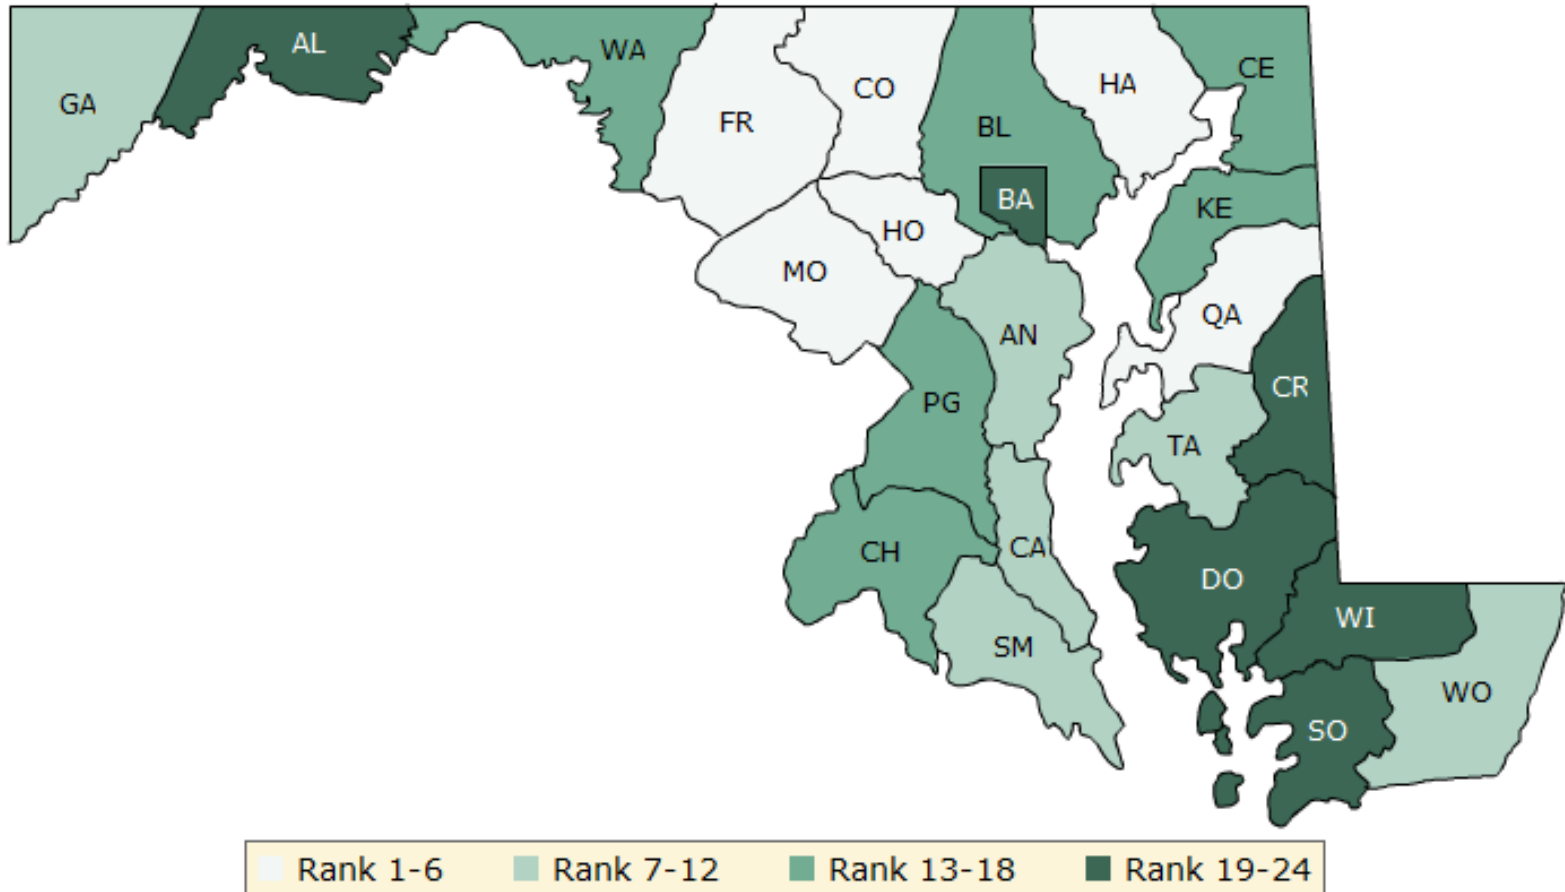 AL
WA
CE
CO
HA
GA
FR
BL
BA
KE
HO
MO
QA
AN
CR
PG
TA
CH
CA
DO
WI
SM
WO
SO
Rank 1-6 Rank 7-12 Rank 13-18 Rank 19-24